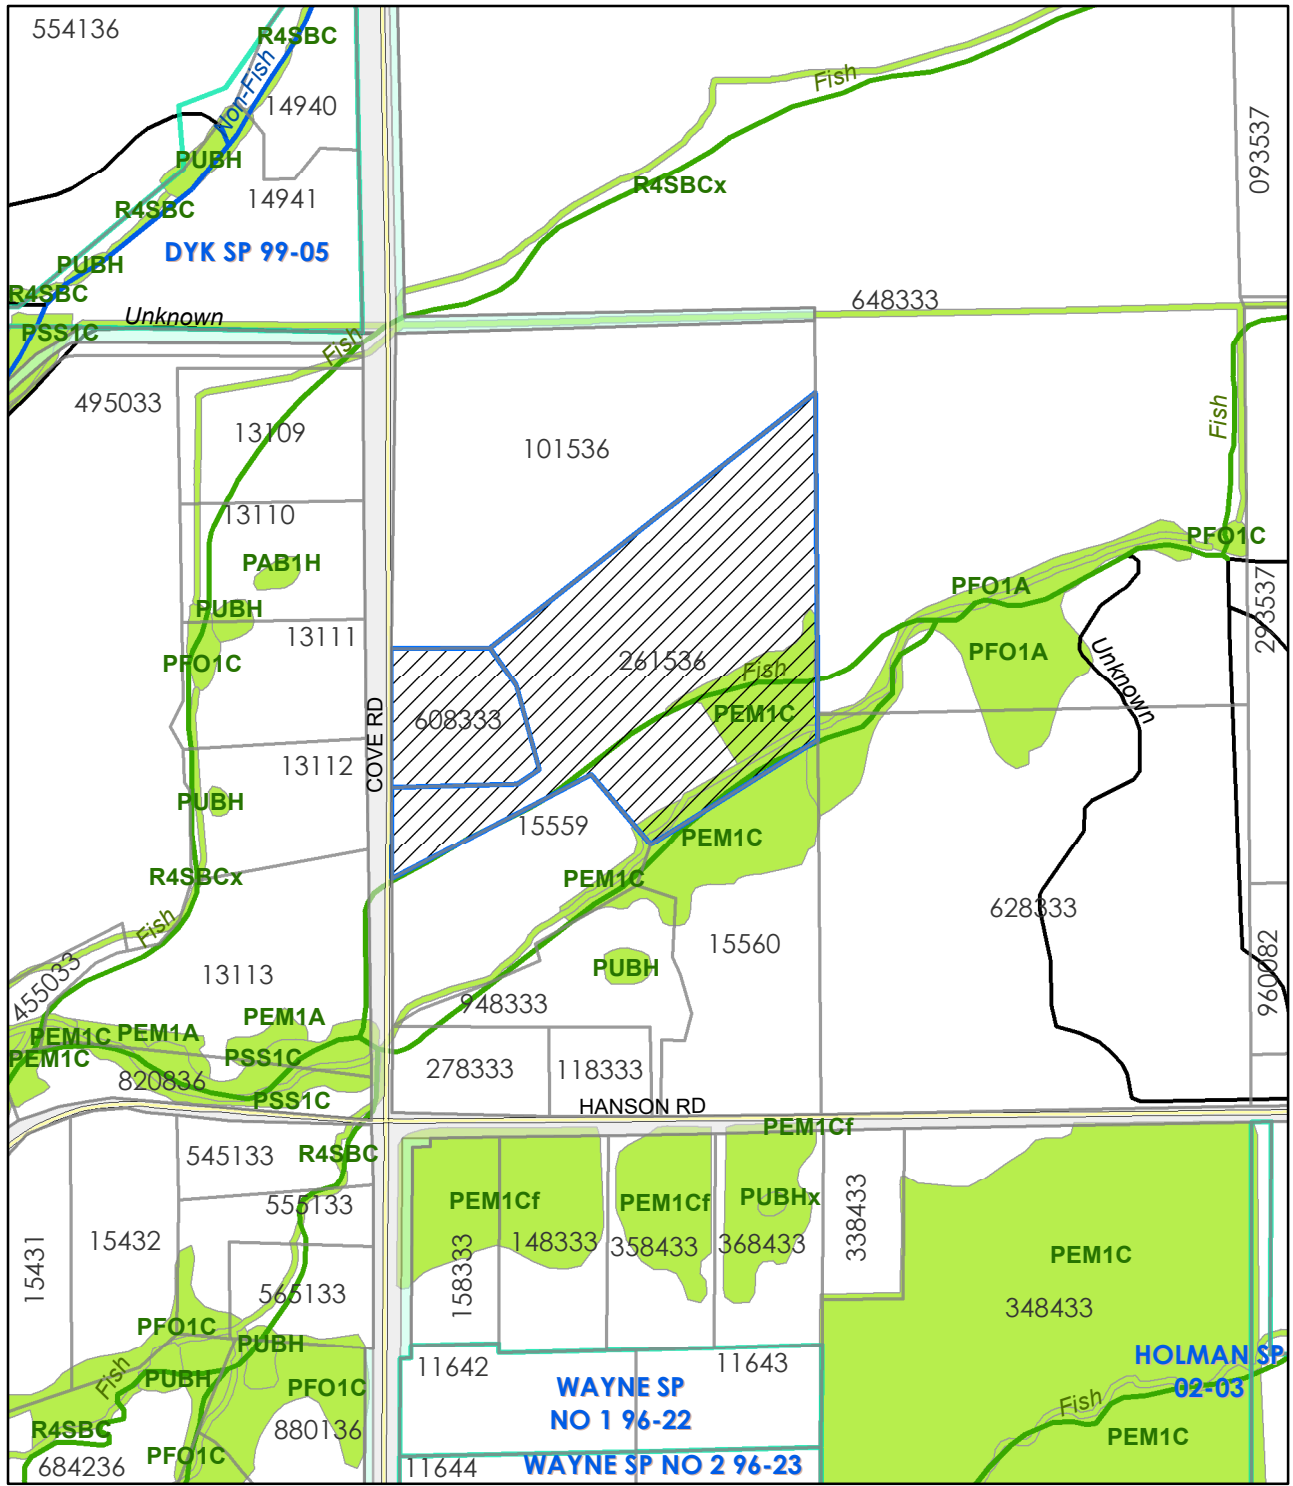 554136
R4SBC
Non-Fish
14940
PUBH
14941
R4SBC
DYK SP 99-05
PUBH
R4SBC
Unknown
PSS1C
Fish
R4SBCx
093537
648333
Fish
495033
13109
101536
Fish
13110
PAB1H
PUBH
13111
PFO1C
PFO1C
PFO1A
PFO1A
293537
261536
Fish
PEM1C
608333
COVE RD
Unknown
13112
PUBH
15559
PEM1C
PEM1C
R4SBCx
628333
Fish
15560
PUBH
455033
13113
948333
960082
PEM1A
PEM1C
PEM1A
PEM1C
PSS1C
820836
PSS1C
278333
118333
HANSON RD
PEM1Cf
545133
R4SBC
555133
PEM1Cf
PEM1Cf
PUBHx
338433
15431
15432
158333
148333
358433
368433
PEM1C
565133
348433
PFO1C
PUBH
Fish
PUBH
PFO1C
11642
11643
HOLMAN SP
02-03
WAYNE SP
NO 1 96-22
Fish
R4SBC
880136
PEM1C
PFO1C
684236
11644
WAYNE SP NO 2 96-23